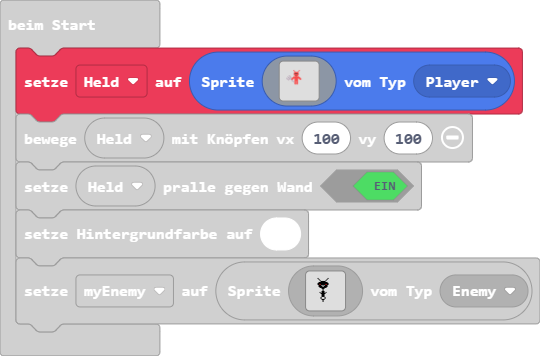 beim Start
setze Held auf Sprite vom Typ Player
bewege Held mit Knöpfen vx 100 vy 100
setze Held pralle gegen Wand EIN
setze Hintergrundfarbe auf
setze myEnemy auf Sprite vom Typ Enemy